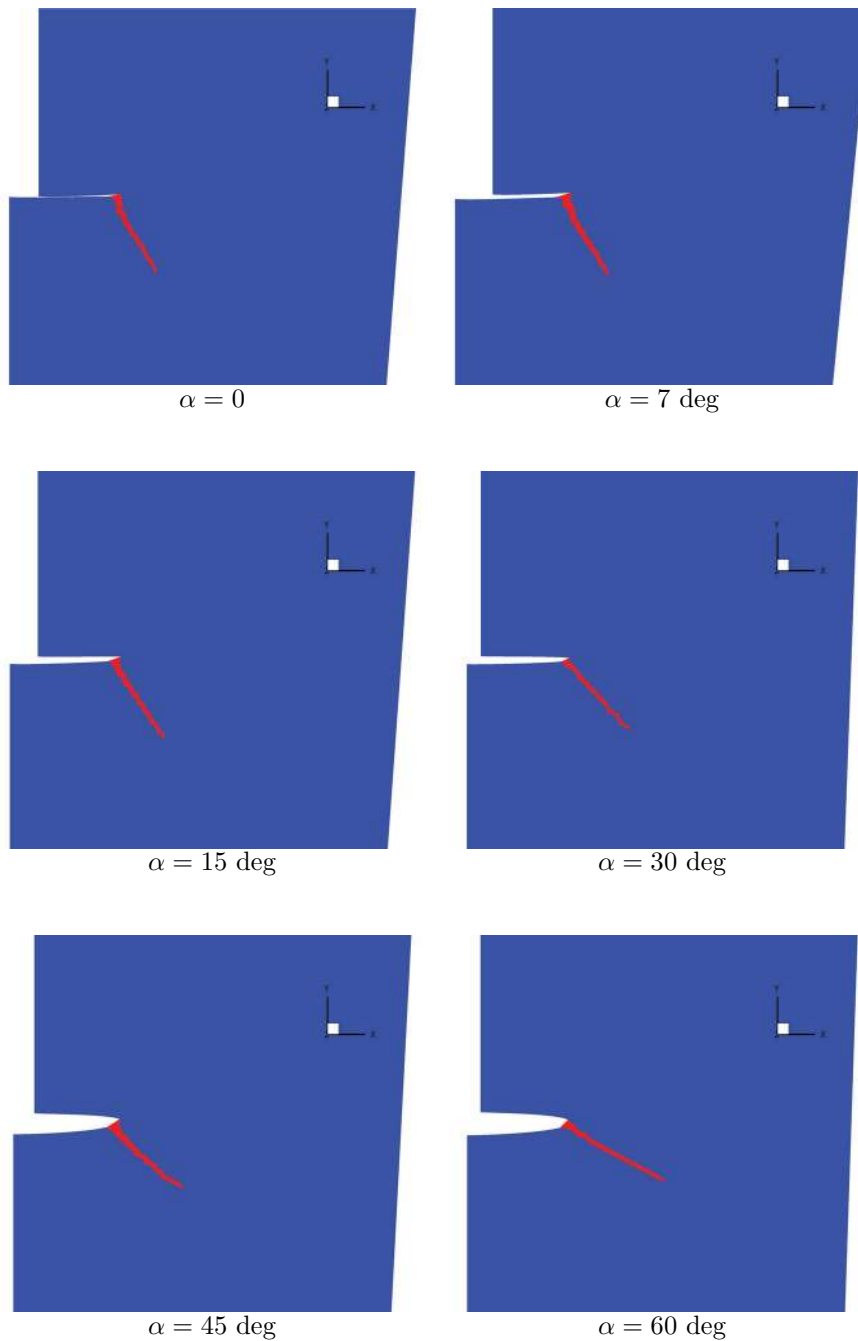 Y Y
X X
α = 0 α = 7 deg
Y Y
X X
α = 15 deg α = 30 deg
Y Y
X X
α = 45 deg α = 60 deg